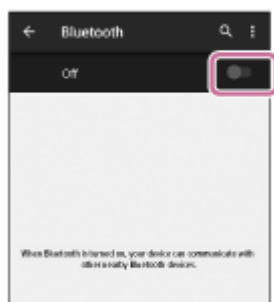 Bluetooth
Off
When Bluetooth is turned on, your device can communicate with
other nearby Bluetooth devices.